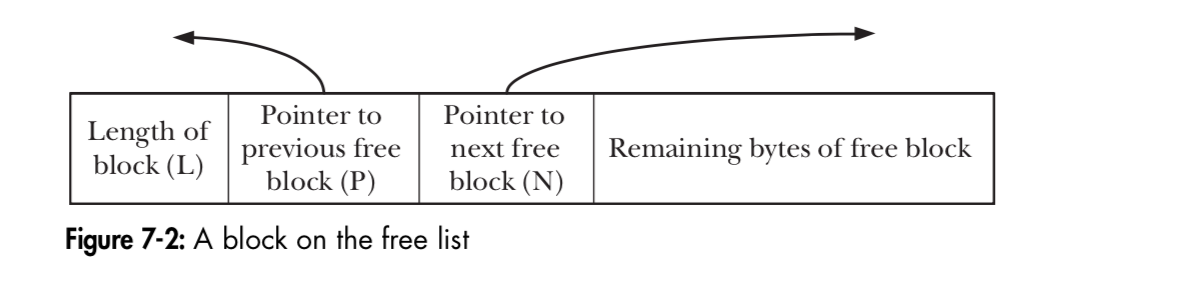 Length of
block (L)
Pointer to
previous free
block (P)
Pointer to
next free
block (N)
Remaining bytes of free block
Figure 7-2: A block on the free list